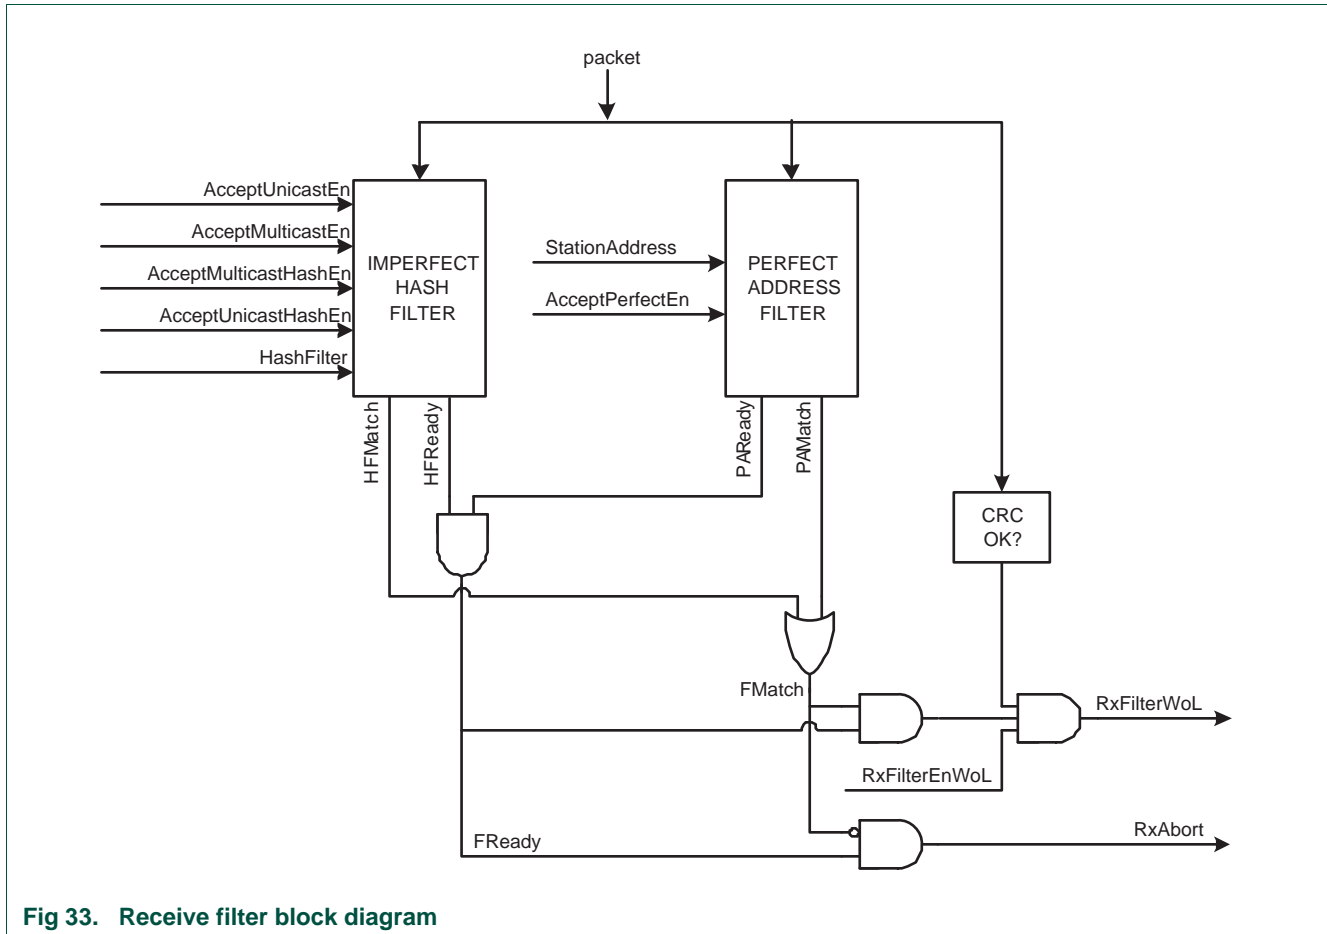 packet
AcceptUnicastEn
AcceptMulticastEn
AcceptMulticastHashEn
AcceptUnicastHashEn
HashFilter
IMPERFECT
HASH
FILTER
StationAddress
AcceptPerfectEn
PERFECT
ADDRESS
FILTER
HFMatch
HFReady
PAReady
PAMatch
CRC
OK?
FMatch
RxFilterWoL
RxFilterEnWoL
FReady
RxAbort
Fig 33. Receive filter block diagram